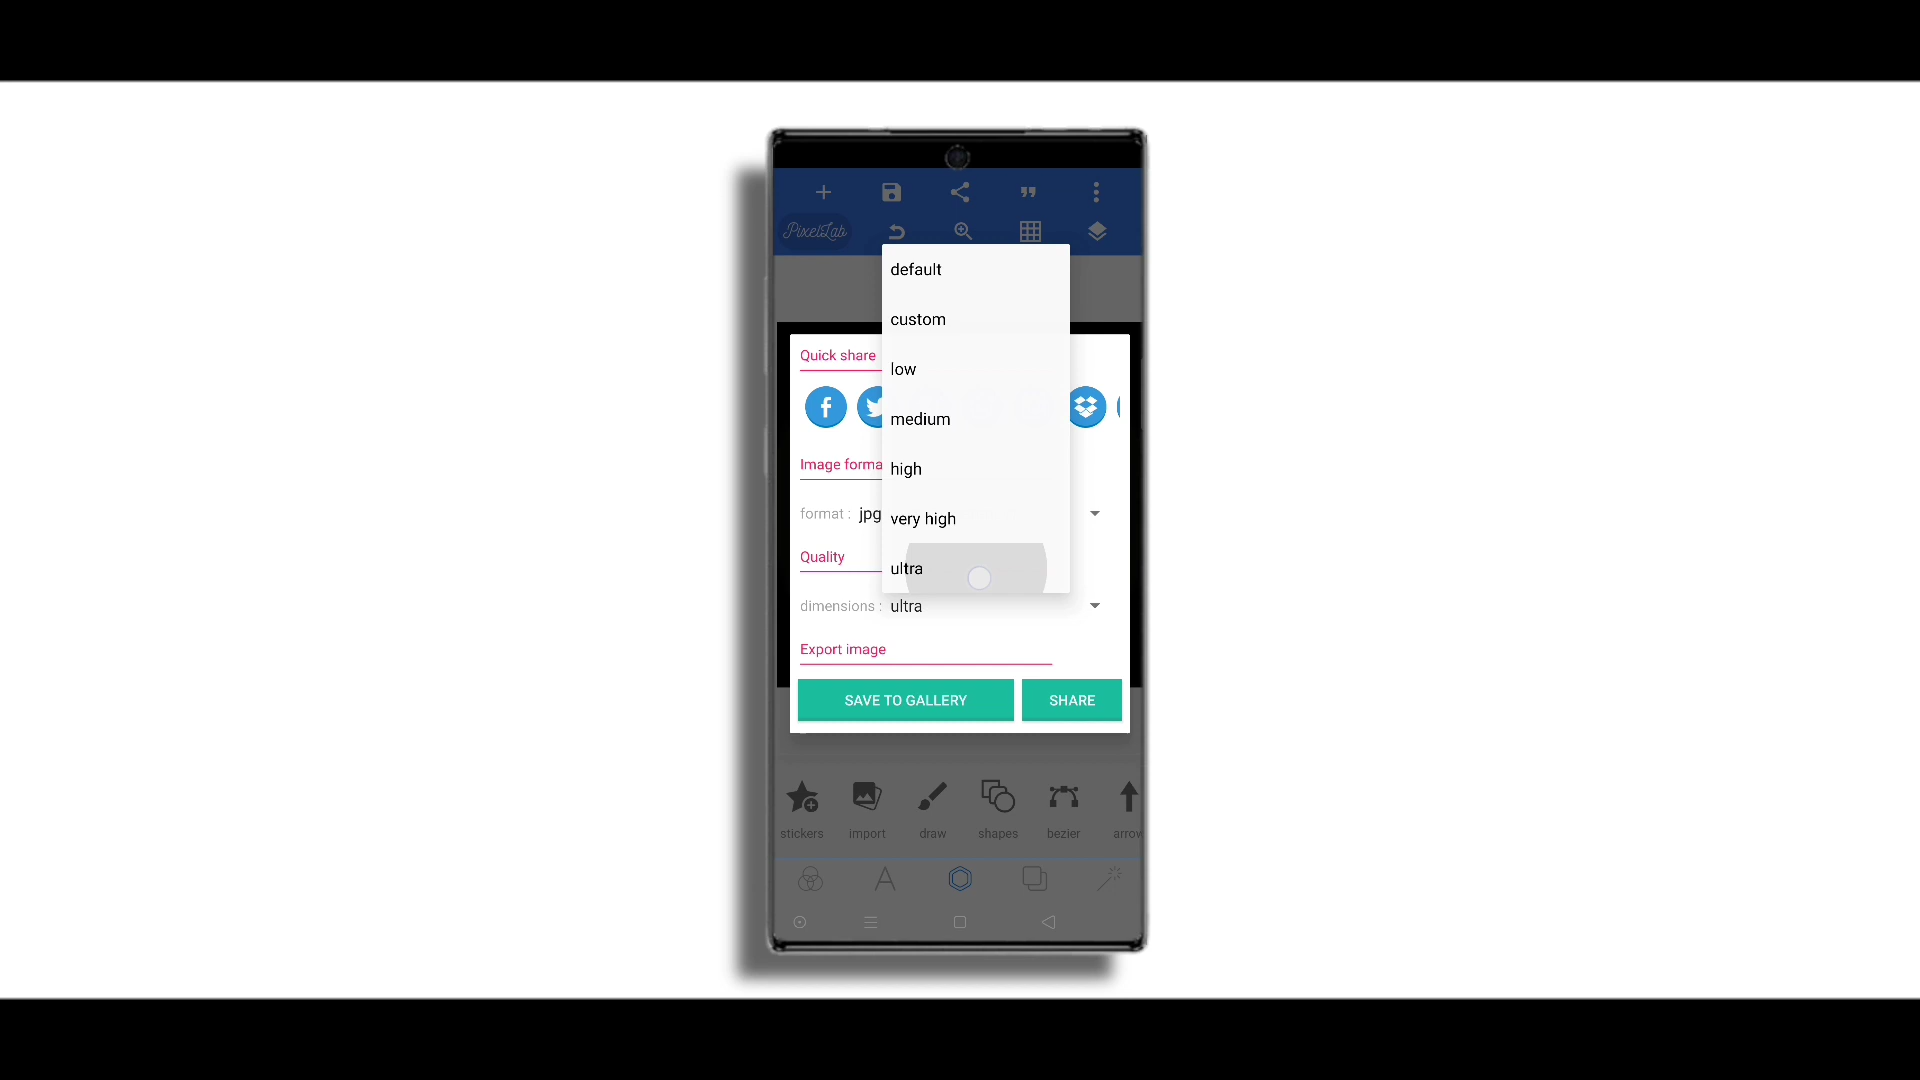 PixelLab
default
custom
low
medium
high
very high
ultra
Quick share
Image forma
format : jpg
Quality
dimensions : ultra
Export image
SAVE TO GALLERY SHARE
stickers import draw shapes bezier arrow